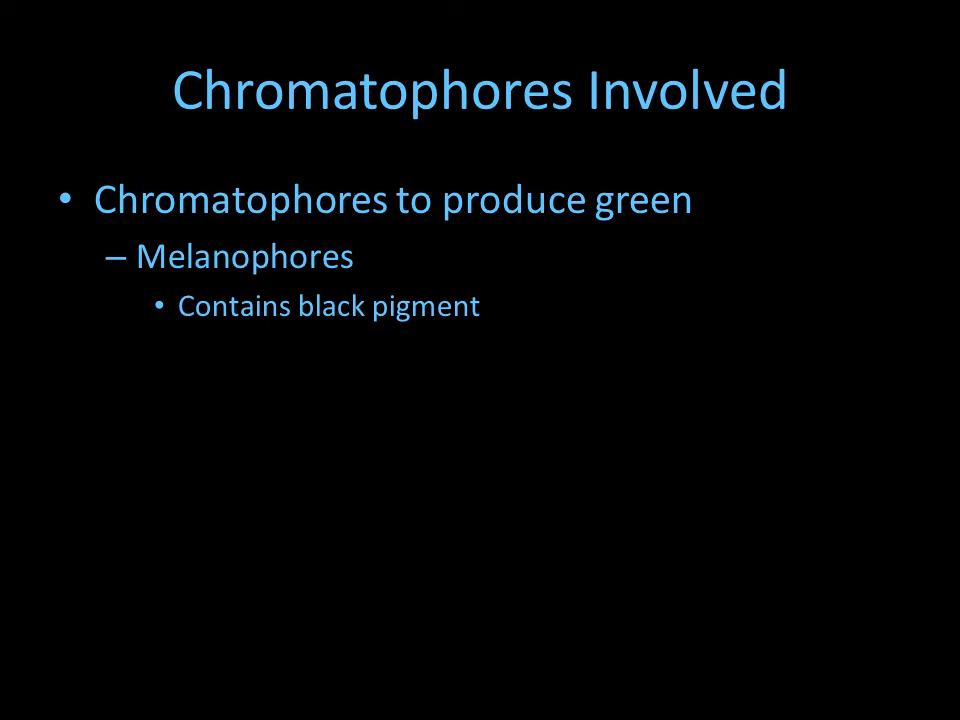 Chromatophores Involved
• Chromatophores to produce green
– Melanophores
• Contains black pigment